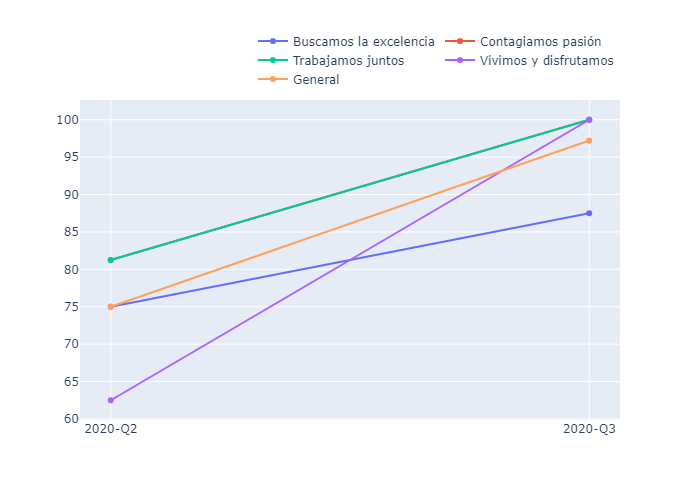 Buscamos la excelencia Contagiamos pasión
Trabajamos juntos Vivimos y disfrutamos
General
100
95
90
85
80
75
70
65
60
2020-Q2 2020-Q3